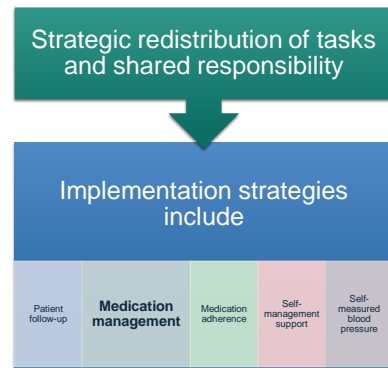 Strategic redistribution of tasks
and shared responsibility
Implementation strategies
include
Patient
follow-up
Medication
management
Medication
adherence
Self-
management
support
Self-
measured
blood
pressure